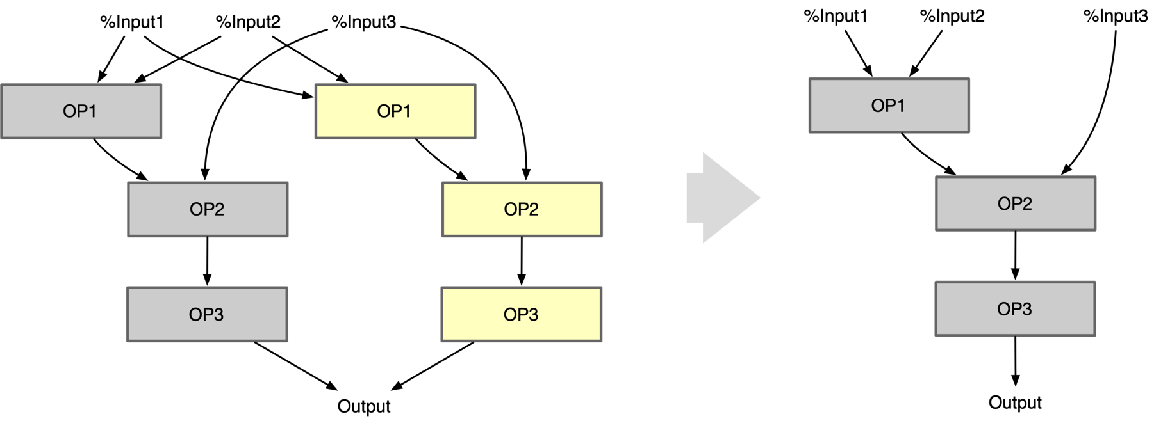 %Input1 %Input2 %Input3
OP1 OP1
OP2 OP2
OP3 OP3
Output
%Input1 %Input2 %Input3
OP1
OP2
OP3
Output